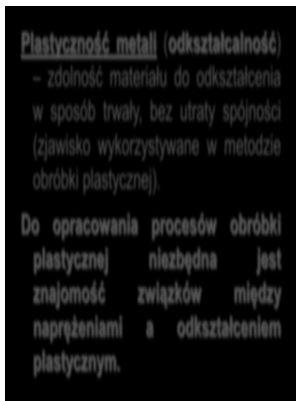 Plastyczność metali (odkształcalność)
– zdolność materiału do odkształcenia
w sposób trwały, bez utraty spójności
(zjawisko wykorzystywane w metodzie
obróbki plastycznej).
Do opracowania procesów obróbki
plastycznej niezbędna jest
znajomość związków między
naprężeniami a odkształceniem
plastycznym.